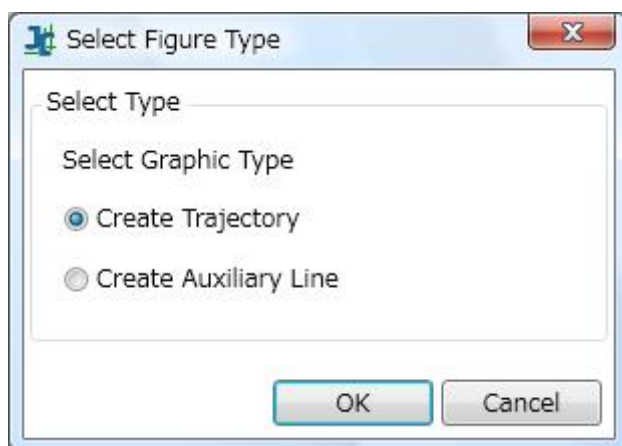 Select Figure Type
Select Type
Select Graphic Type
Create Trajectory
Create Auxiliary Line
OK Cancel